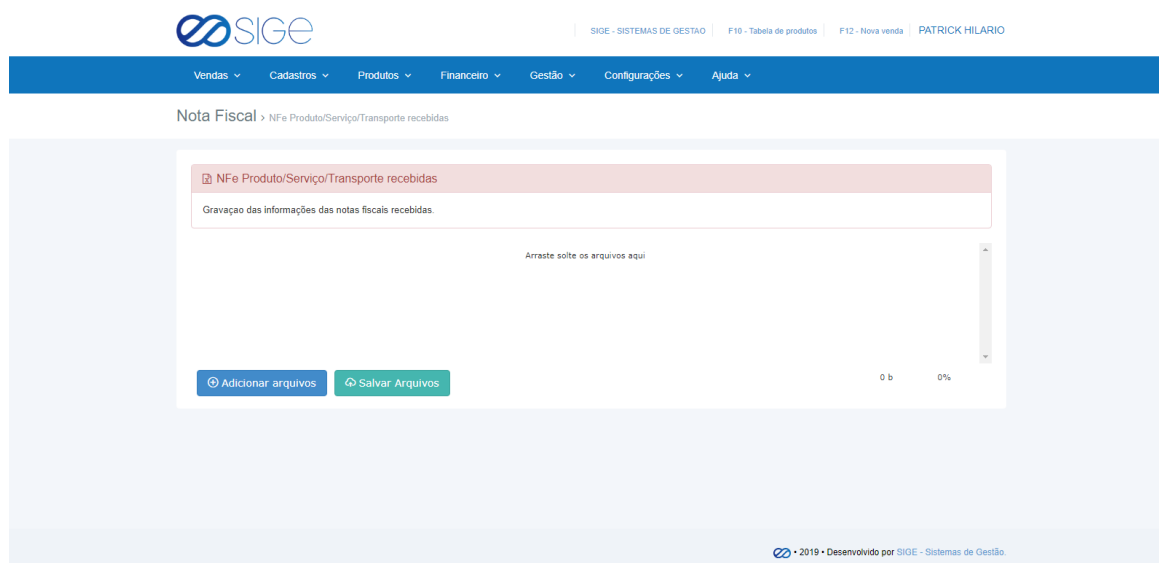 SIGE
SIGE - SISTEMAS DE GESTAO F10 - Tabela de produtos F12 - Nova venda PATRICK HILARIO
Vendas Cadastros Produtos Financeiro Gestão Configurações Ajuda
Nota Fiscal > NFe Produto/Serviço/Transporte recebidas
NFe Produto/Serviço/Transporte recebidas
Gravaçao das informações das notas fiscais recebidas.
Arraste solte os arquivos aqui
Adicionar arquivos Salvar Arquivos 0 b 0%
• 2019 • Desenvolvido por SIGE - Sistemas de Gestão.